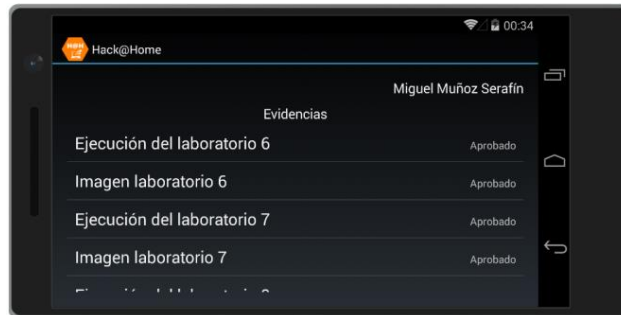 00:34
Hack@Home
Miguel Muñoz Serafín
Evidencias
Ejecución del laboratorio 6
Aprobado
Imagen laboratorio 6
Aprobado
Ejecución del laboratorio 7
Aprobado
Imagen laboratorio 7
Aprobado